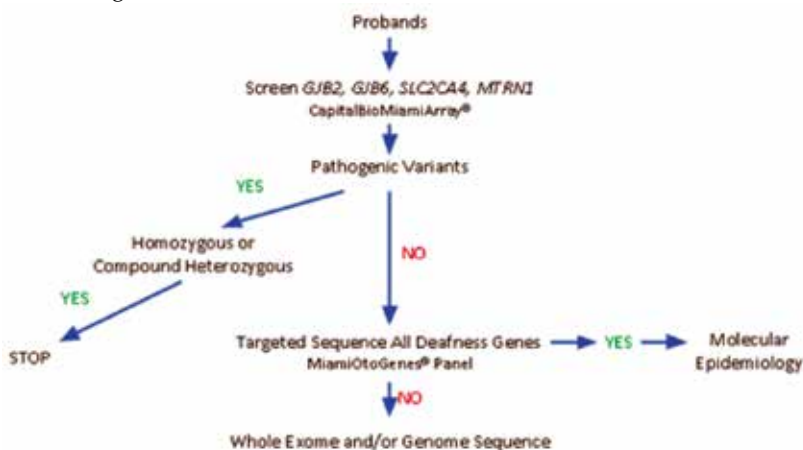 Probands
Screen GJB2, GJB6, SLC2CA4, MTRN1
CapitalBioMiamiArray®
Pathogenic Variants
YES
NO
Homozygous or
Compound Heterozygous
YES
STOP
Targeted Sequence All Deafness Genes
MiamiOtoGenes® Panel
YES
Molecular
Epidemiology
NO
Whole Exome and/or Genome Sequence